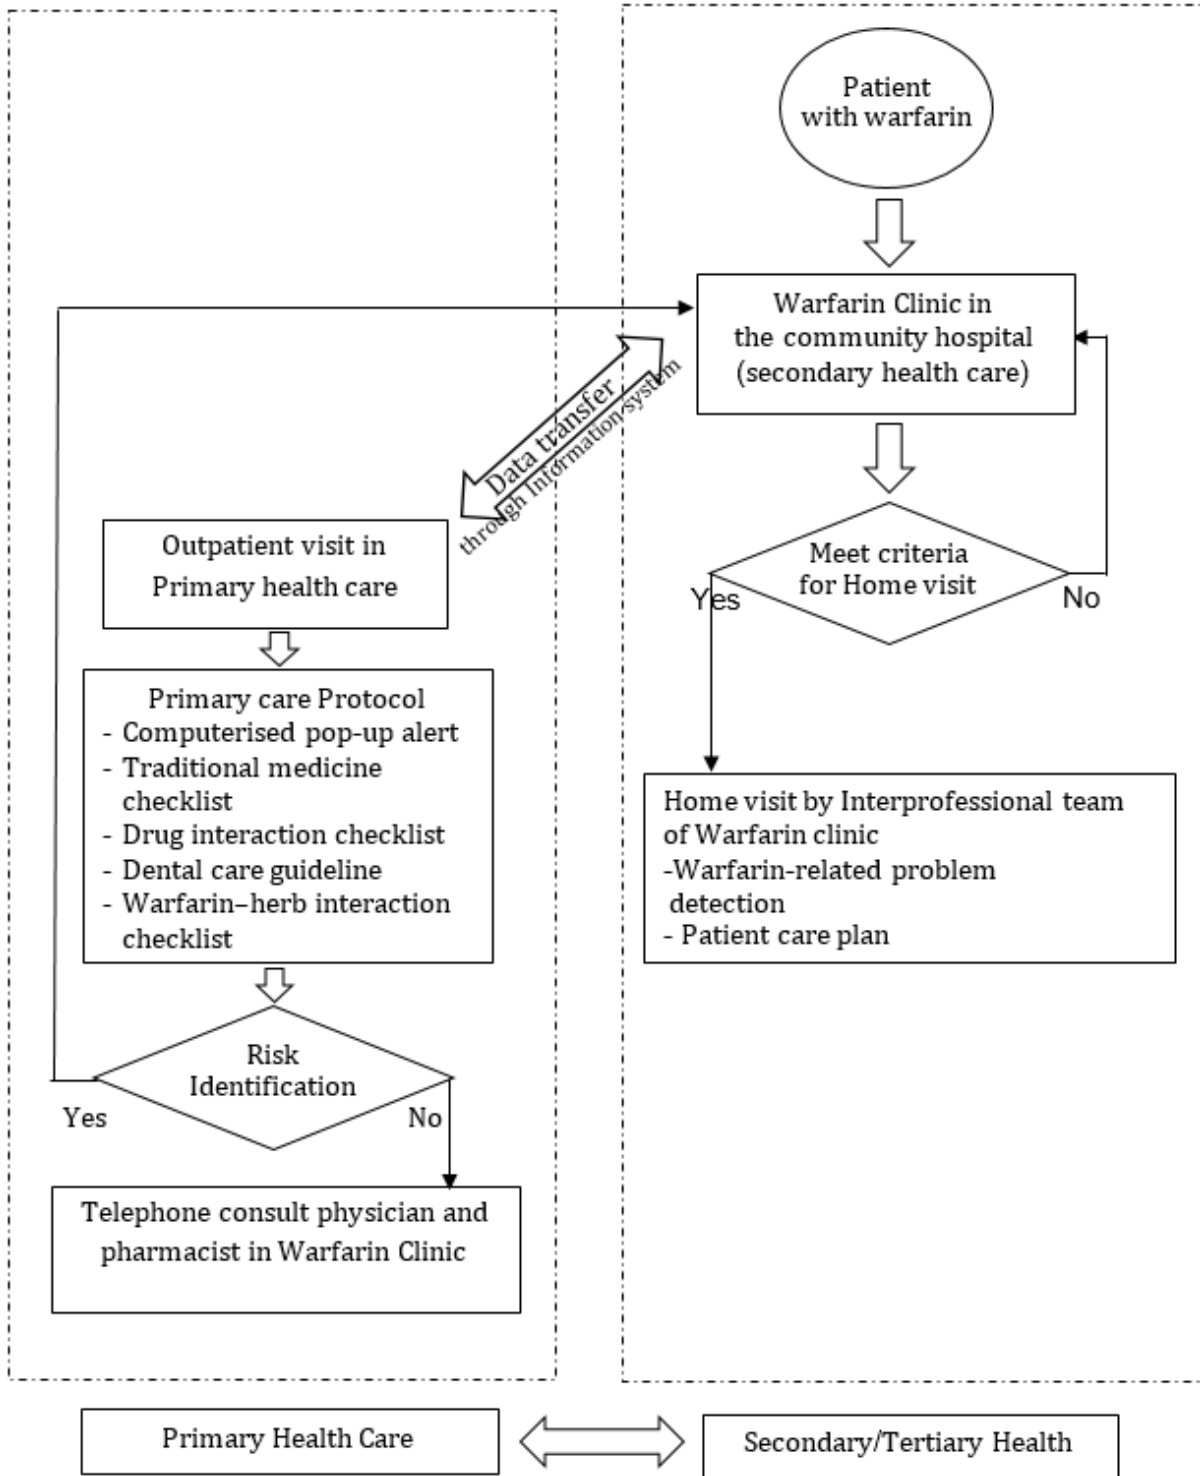 Patient
with warfarin
Warfarin Clinic in
the community hospital
(secondary health care)
Data transfer
through Information system
Meet criteria
for Home visit
Yes
No
Home visit by Interprofessional team
of Warfarin clinic
-Warfarin-related problem
detection
- Patient care plan
Outpatient visit in
Primary health care
Primary care Protocol
- Computerised pop-up alert
- Traditional medicine
checklist
- Drug interaction checklist
- Dental care guideline
- Warfarin–herb interaction
checklist
Risk
Identification
Yes
No
Telephone consult physician and
pharmacist in Warfarin Clinic
Primary Health Care
Secondary/Tertiary Health